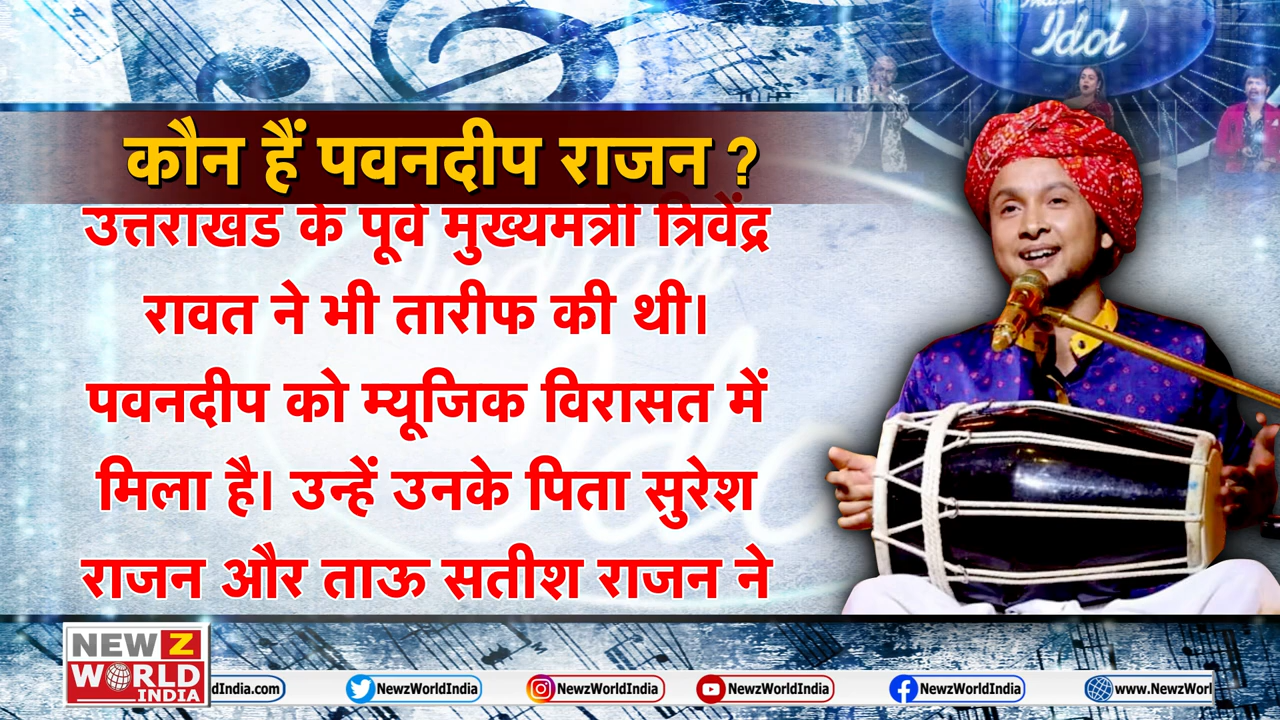 Idol
कौन हैं पवनदीप राजन ?
उत्तराखंड के पूर्व मुख्यमंत्री त्रिवेंद्र
रावत ने भी तारीफ की थी।
पवनदीप को म्यूजिक विरासत में
मिला है। उन्हें उनके पिता सुरेश
राजन और ताऊ सतीश राजन ने
NEWZ
WORLD
INDIA
dIndia.com NewzWorldIndia NewzWorldIndia NewzWorldIndia NewzWorldIndia www.NewzWorl